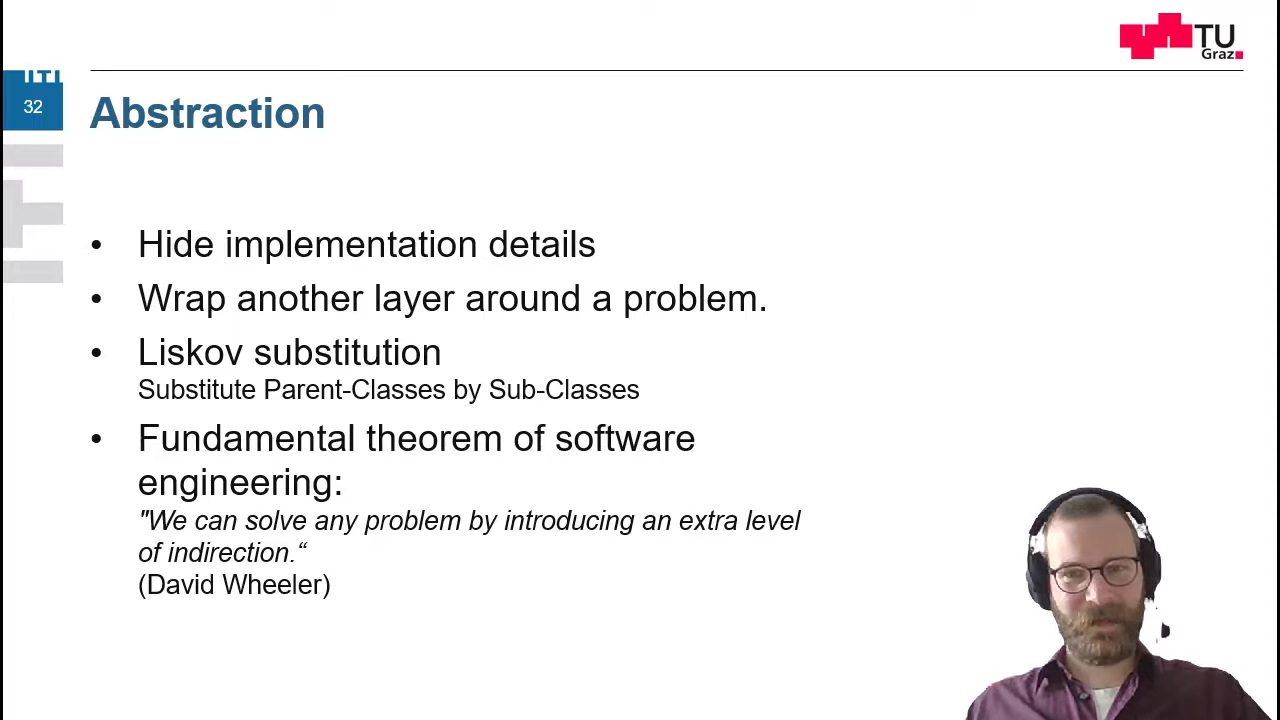 TU
Graz
32
Abstraction
• Hide implementation details
• Wrap another layer around a problem.
• Liskov substitution
Substitute Parent-Classes by Sub-Classes
• Fundamental theorem of software
engineering:
"We can solve any problem by introducing an extra level
of indirection.“
(David Wheeler)